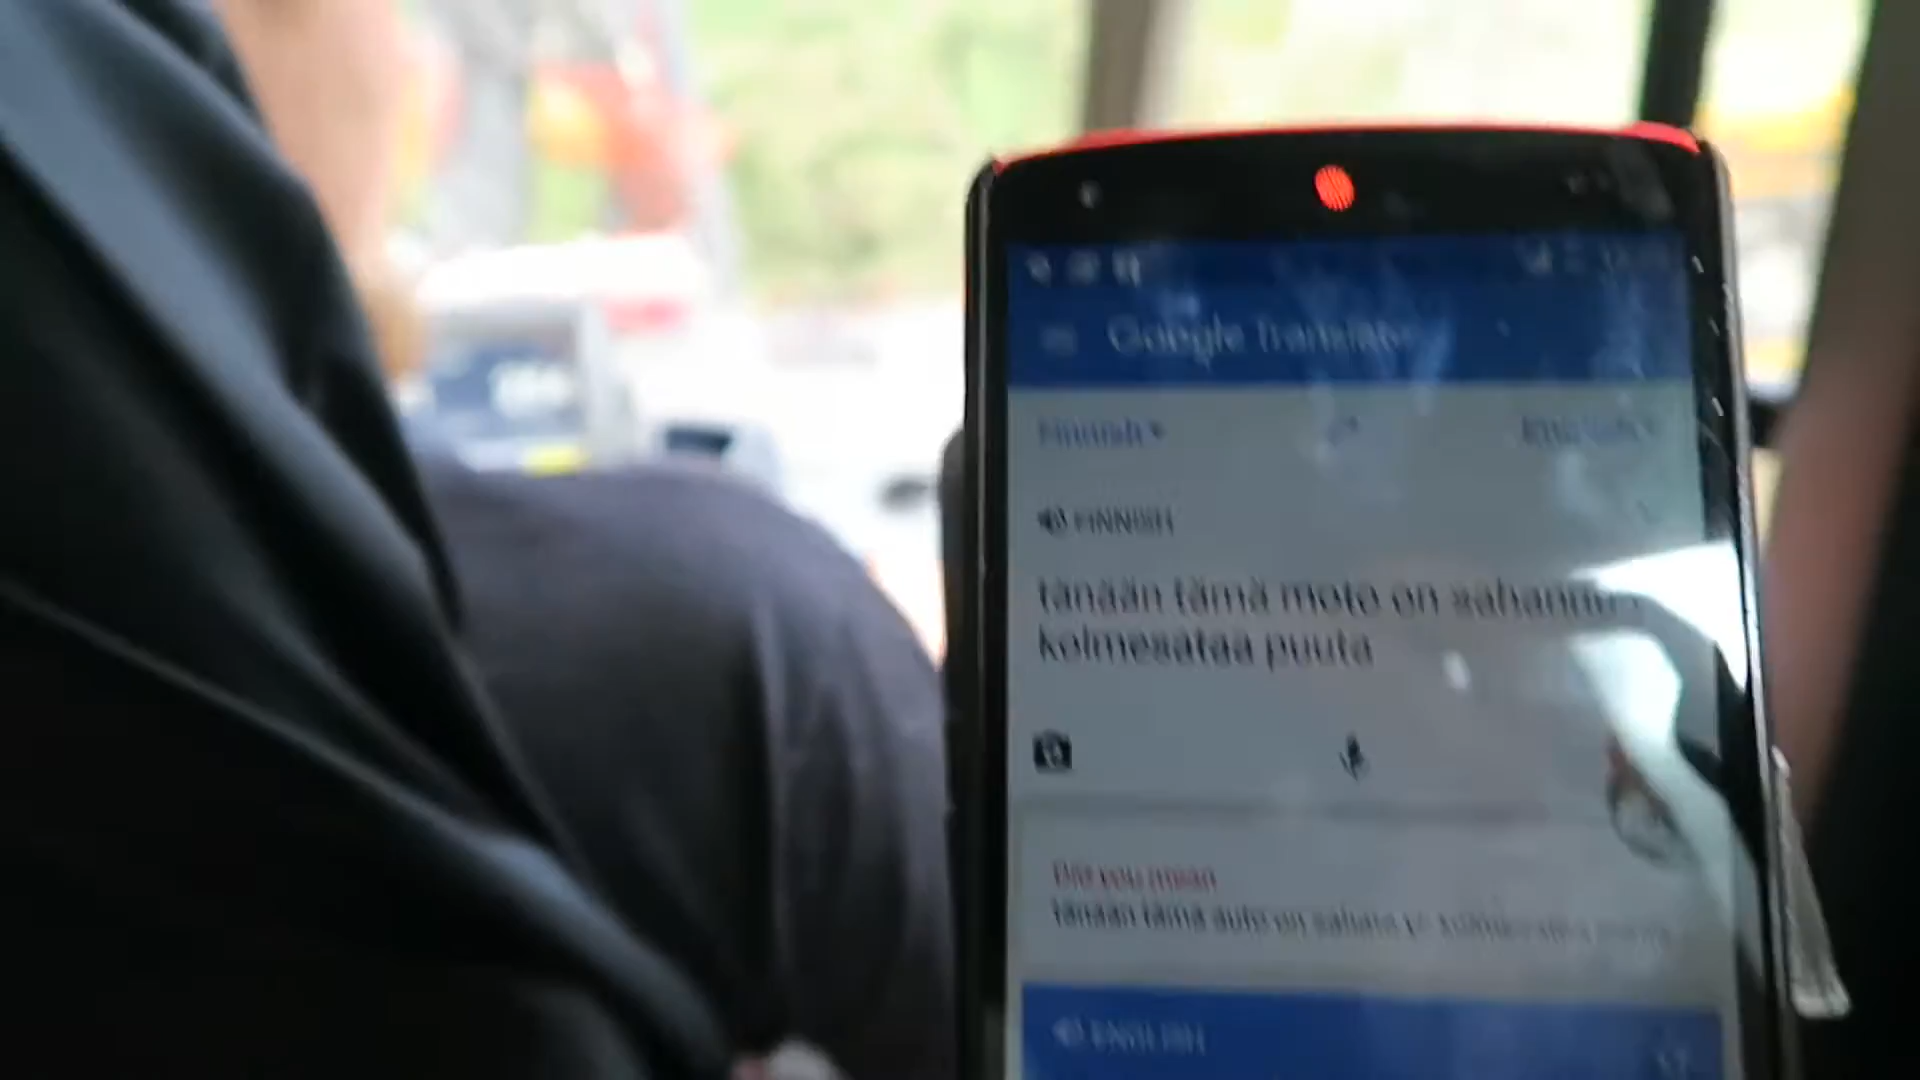 Google Translate
Finnish
English
FINNISH
tänään tämä moto on sahannut
kolmesataa puuta
Did you mean
tänään tämä auto on
ENGLISH